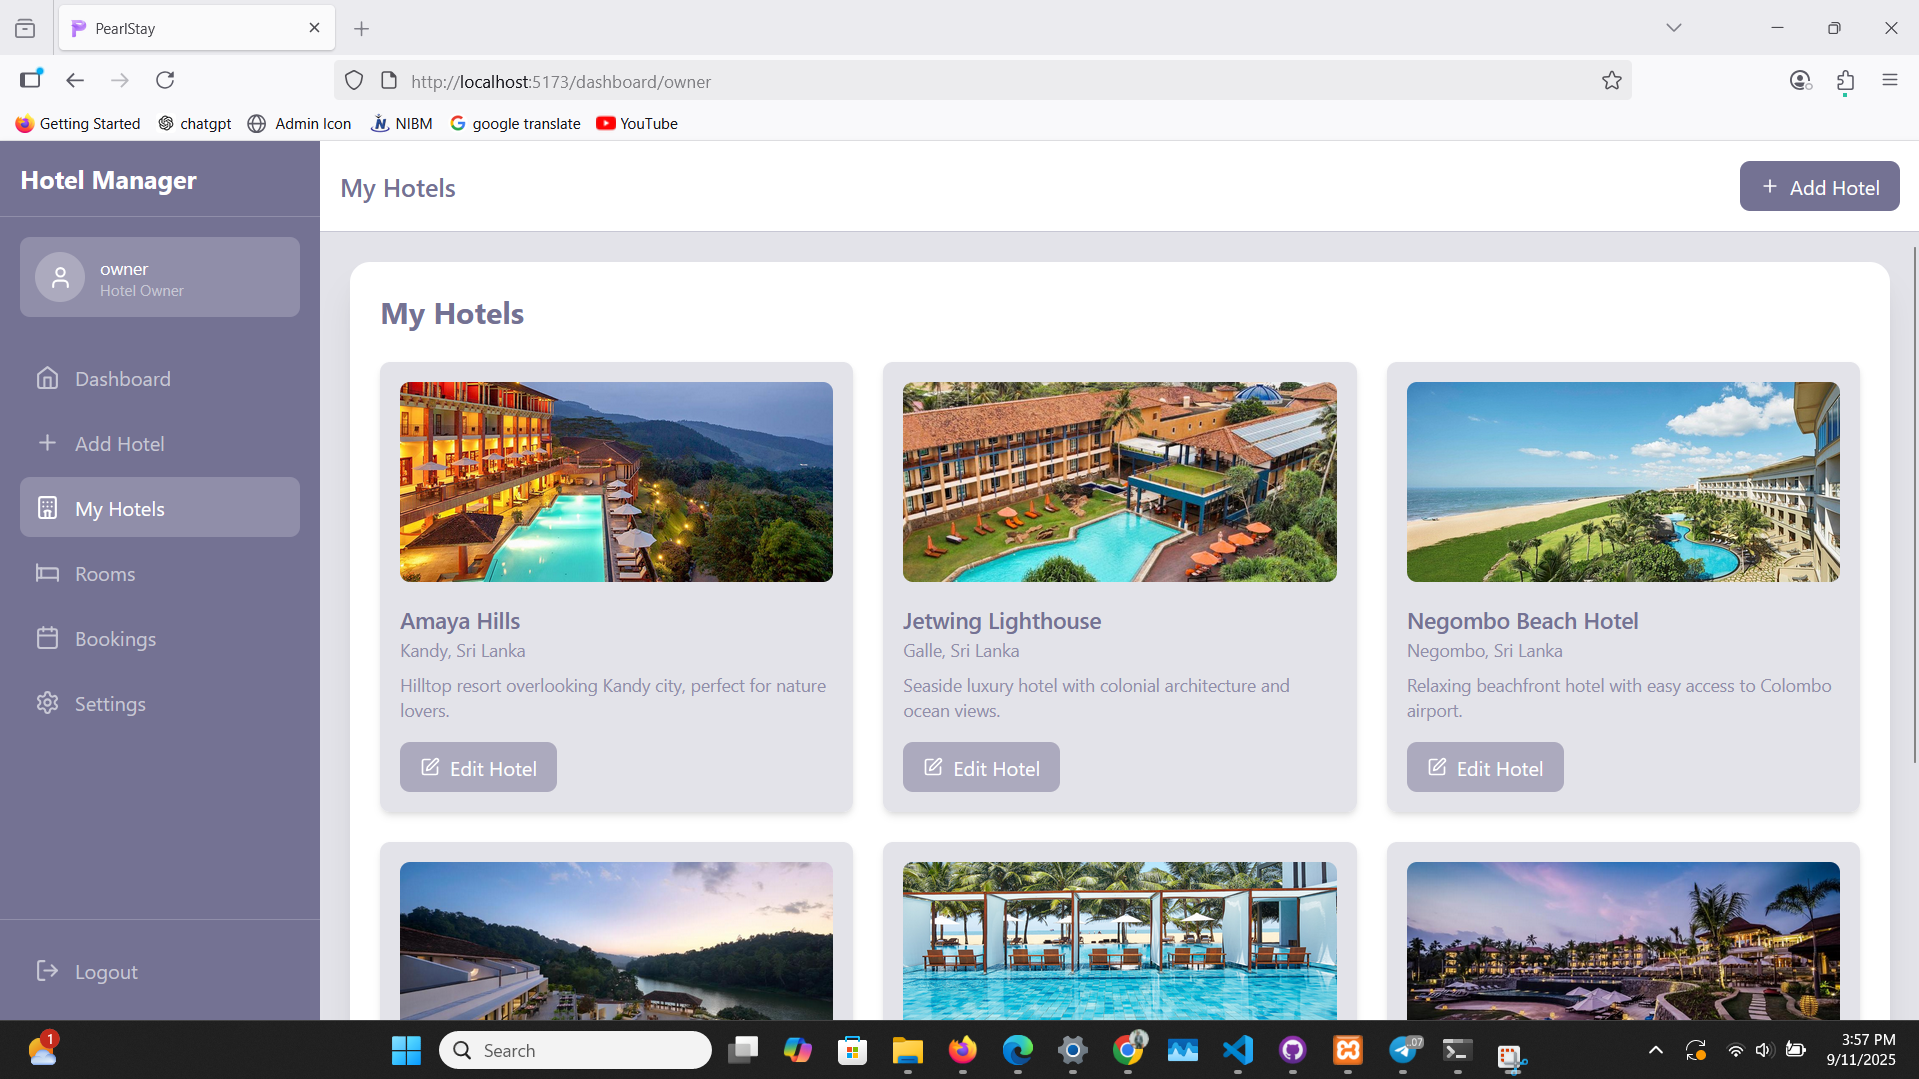 PearlStay
http://localhost:5173/dashboard/owner
Getting Started
chatgpt
Admin Icon
NIBM
google translate
YouTube
Hotel Manager
owner
Hotel Owner
Dashboard
Add Hotel
My Hotels
Rooms
Bookings
Settings
Logout
My Hotels
Add Hotel
My Hotels
Amaya Hills
Kandy, Sri Lanka
Hilltop resort overlooking Kandy city, perfect for nature
lovers.
Edit Hotel
Jetwing Lighthouse
Galle, Sri Lanka
Seaside luxury hotel with colonial architecture and
ocean views.
Edit Hotel
Negombo Beach Hotel
Negombo, Sri Lanka
Relaxing beachfront hotel with easy access to Colombo
airport.
Edit Hotel
1
Search
..07
3:57 PM
9/11/2025